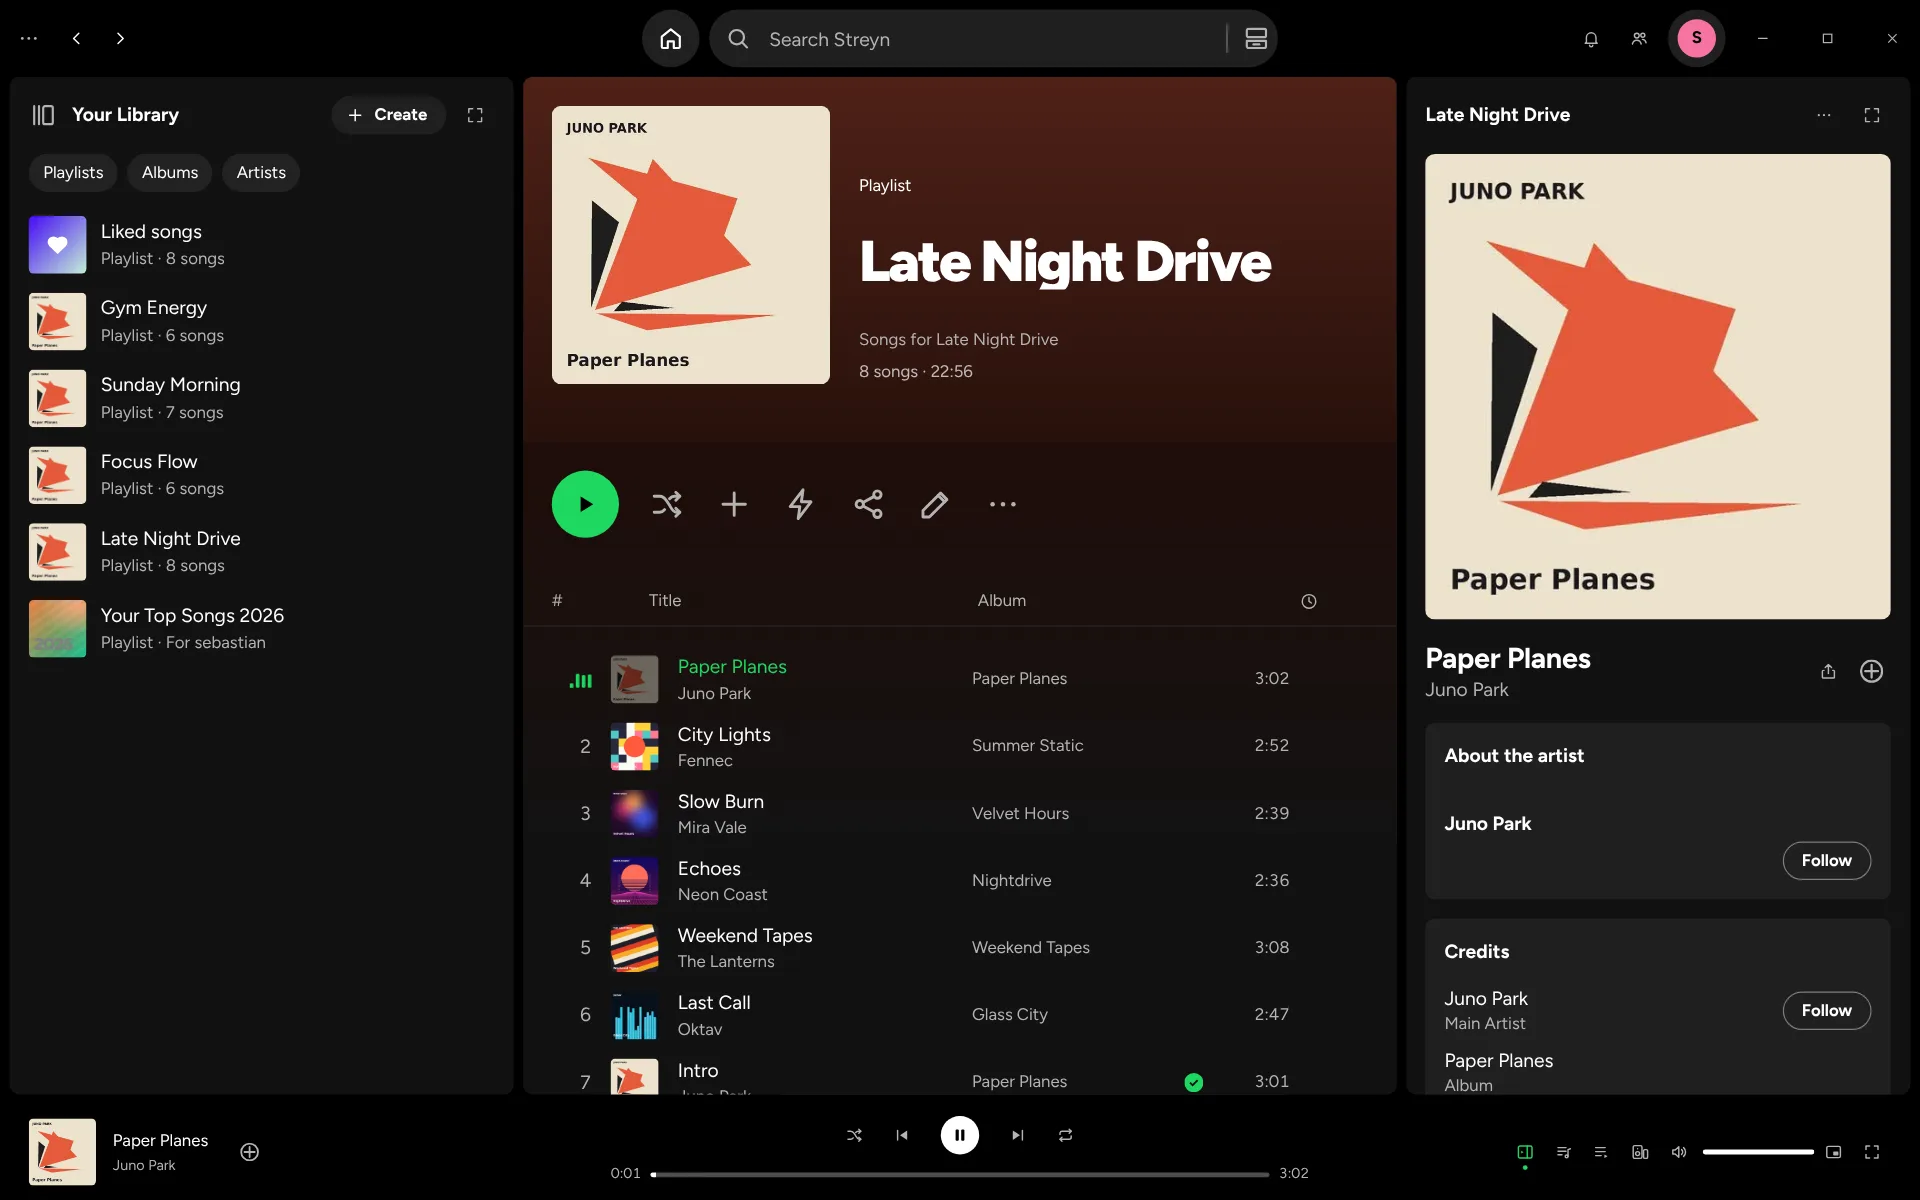 Search Streyn
S
Your Library
Create
Playlists
Albums
Artists
Liked songs
Playlist · 8 songs
Gym Energy
Playlist · 6 songs
Sunday Morning
Playlist · 7 songs
Focus Flow
Playlist · 6 songs
Late Night Drive
Playlist · 8 songs
Your Top Songs 2026
Playlist · For sebastian
JUNO PARK
Paper Planes
Playlist
Late Night Drive
Songs for Late Night Drive
8 songs · 22:56
# Title Album
Paper Planes
Juno Park
Paper Planes
3:02
2
City Lights
Fennec
Summer Static
2:52
3
Slow Burn
Mira Vale
Velvet Hours
2:39
4
Echoes
Neon Coast
Nightdrive
2:36
5
Weekend Tapes
The Lanterns
Weekend Tapes
3:08
6
Last Call
Oktav
Glass City
2:47
7
Intro
Paper Planes
3:01
Late Night Drive
JUNO PARK
Paper Planes
Paper Planes
Juno Park
About the artist
Juno Park
Follow
Credits
Juno Park
Main Artist
Follow
Paper Planes
Album
Paper Planes
Juno Park
0:01
3:02